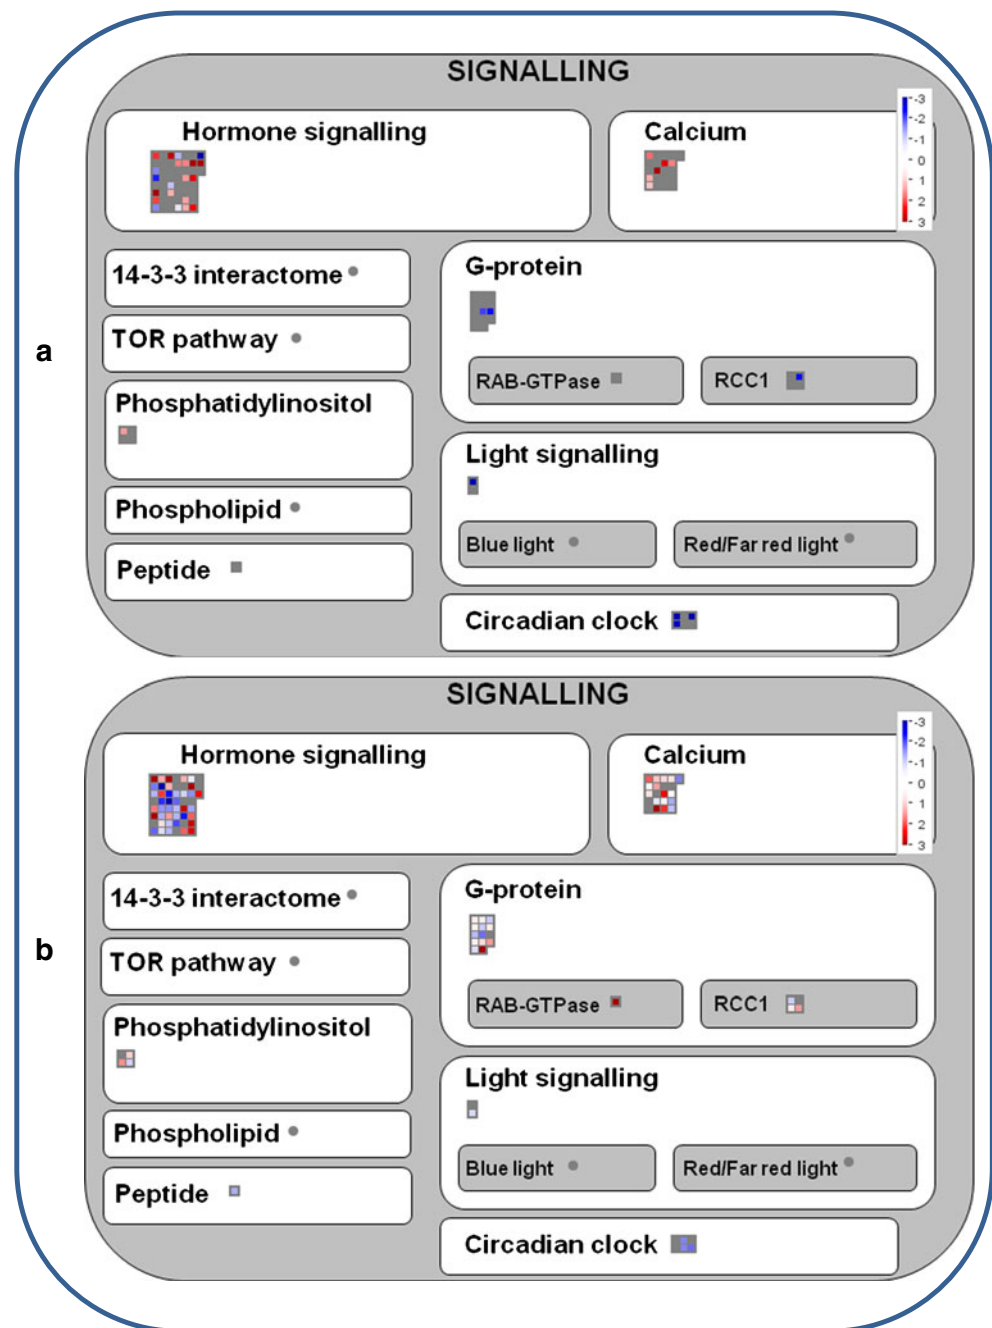 SIGNALLING
Hormone signalling
Calcium
-3
-2
-1
0
1
2
3
14-3-3 interactome
G-protein
TOR pathway
a
RAB-GTPase
RCC1
Phosphatidylinositol
Light signalling
Phospholipid
Blue light
Red/Far red light
Peptide
Circadian clock
SIGNALLING
Hormone signalling
Calcium
-3
-2
-1
0
1
2
3
14-3-3 interactome
G-protein
b
TOR pathway
RAB-GTPase
RCC1
Phosphatidylinositol
Light signalling
Phospholipid
Blue light
Red/Far red light
Peptide
Circadian clock